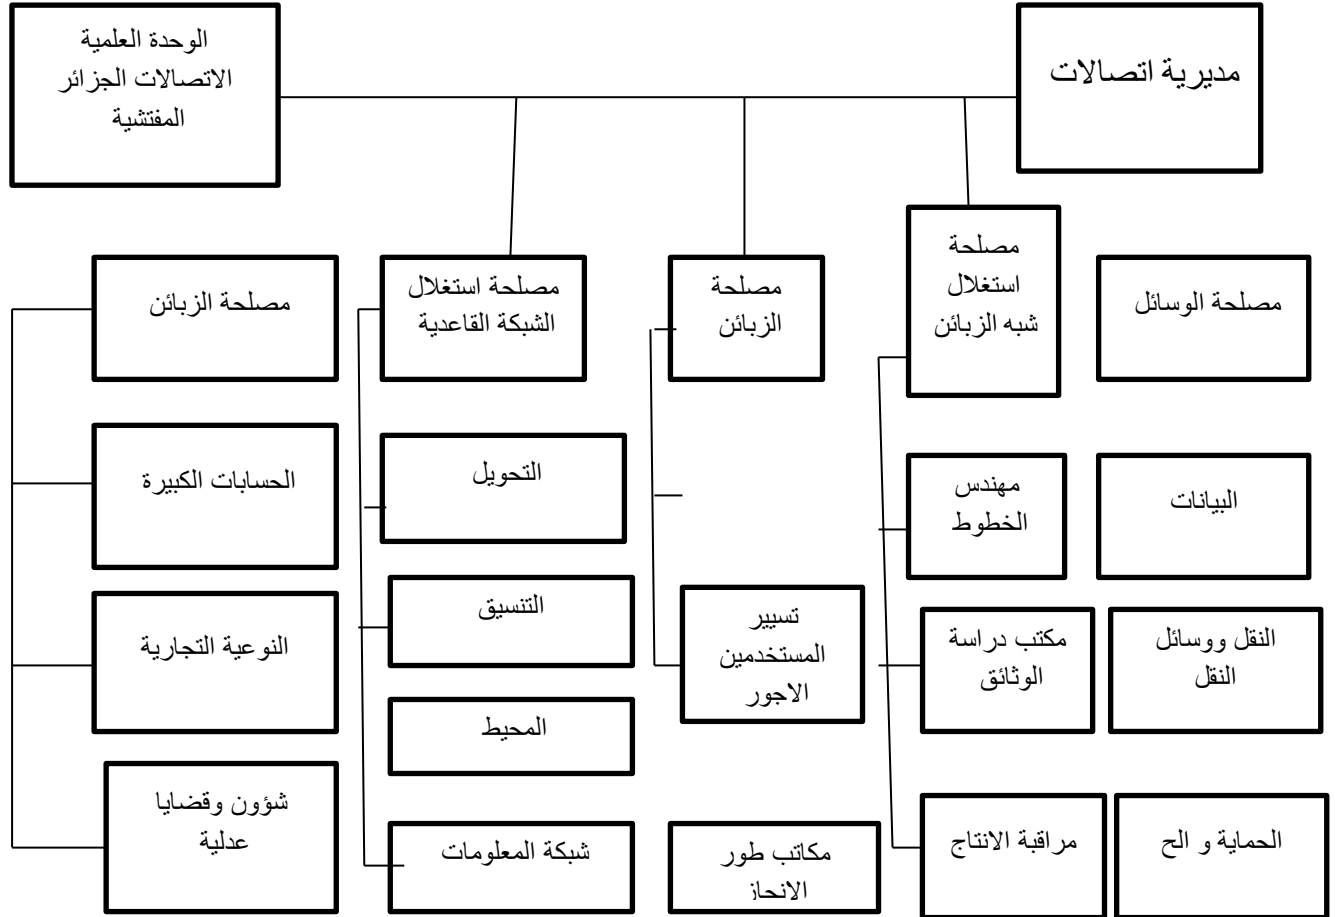 مديرية اتصالات
الوحدة العلمية
الاتصالات الجزائر
المفتشية
مصلحة الوسائل
مصلحة
استغلال
شبه الزبائن
مصلحة
الزبائن
مصلحة استغلال
الشبكة القاعدية
مصلحة الزبائن
البيانات
مهندس
الخطوط
التحويل
الحسابات الكبيرة
النقل ووسائل
النقل
مكتب دراسة
الوثائق
تسيير
المستخدمين
الاجور
التنسيق
النوعية التجارية
المحيط
الحماية و الح
مراقبة الانتاج
مكاتب طور
الانجاز
شبكة المعلومات
شؤون وقضايا
عدلية